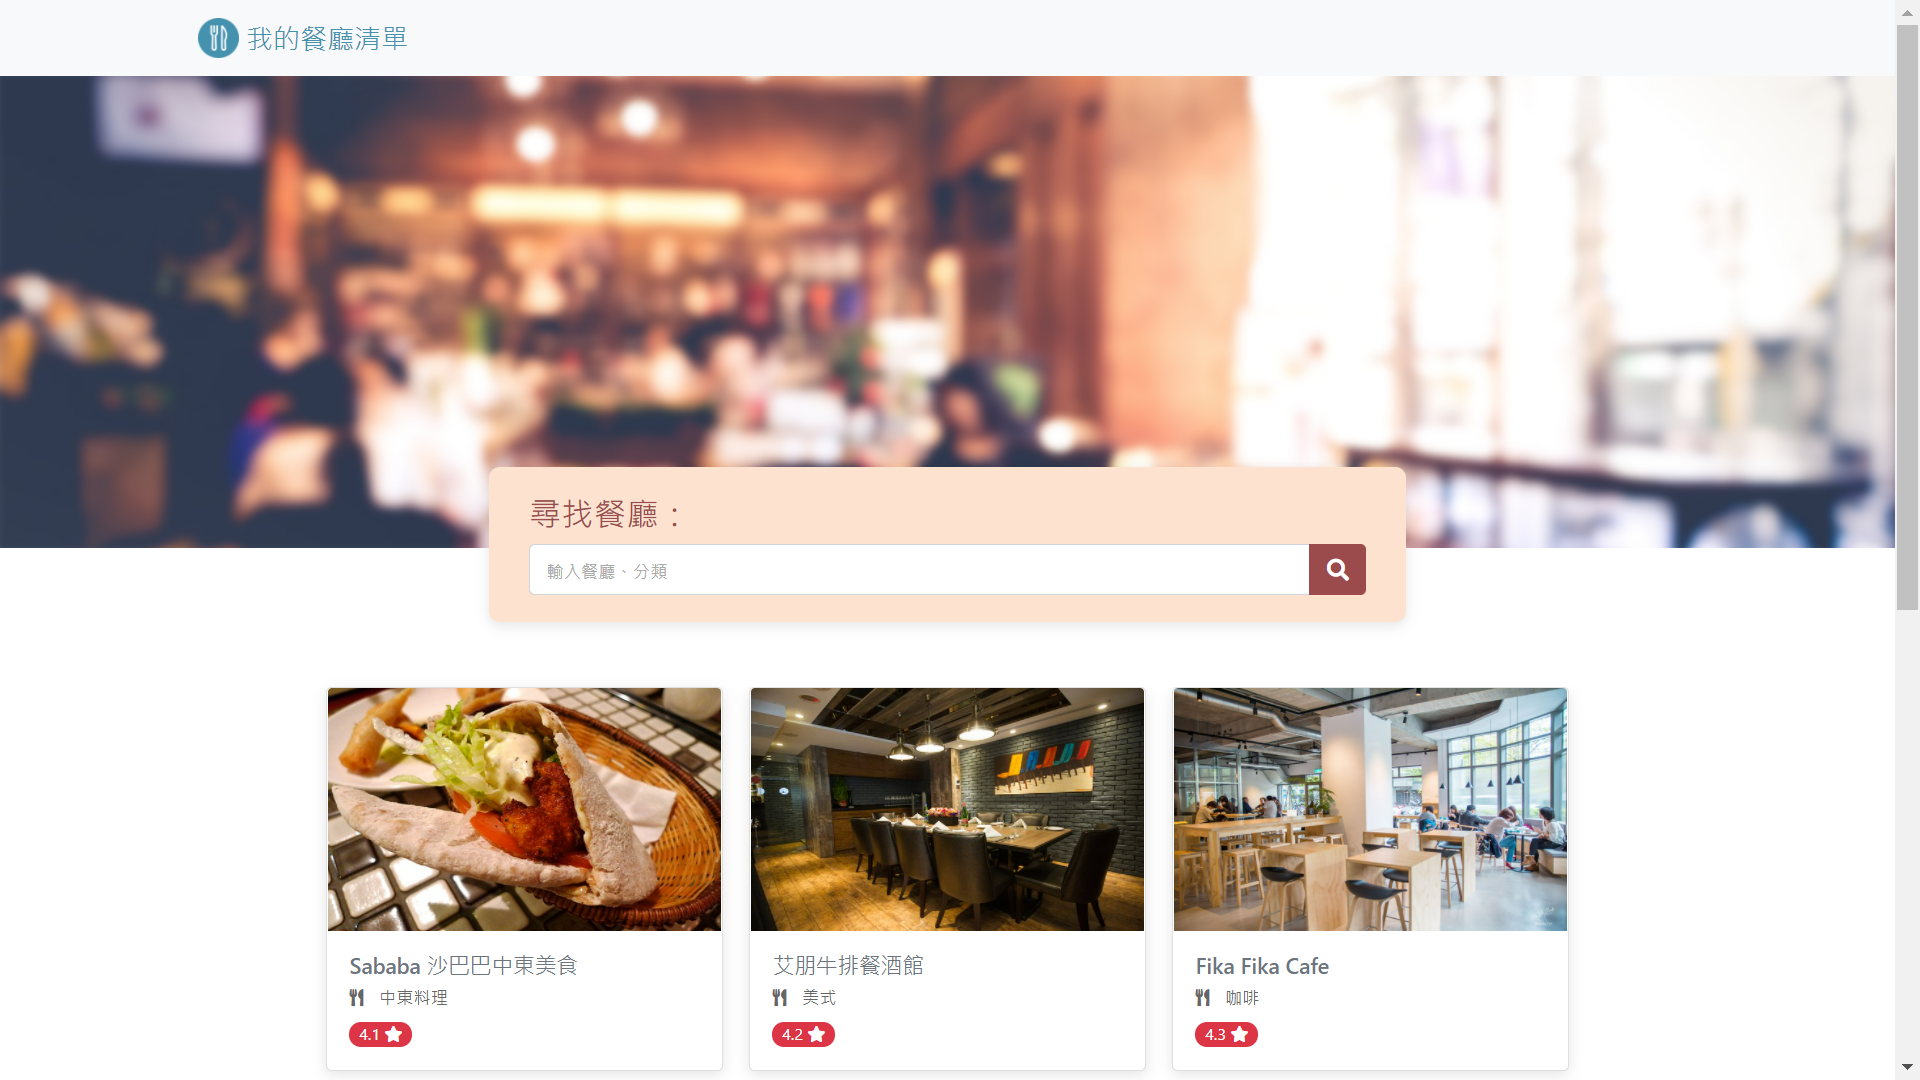 我的餐廳清單
尋找餐廳：
輸入餐廳、分類
Sababa 沙巴巴中東美食
中東料理
4.1
艾朋牛排餐酒館
美式
4.2
Fika Fika Cafe
咖啡
4.3